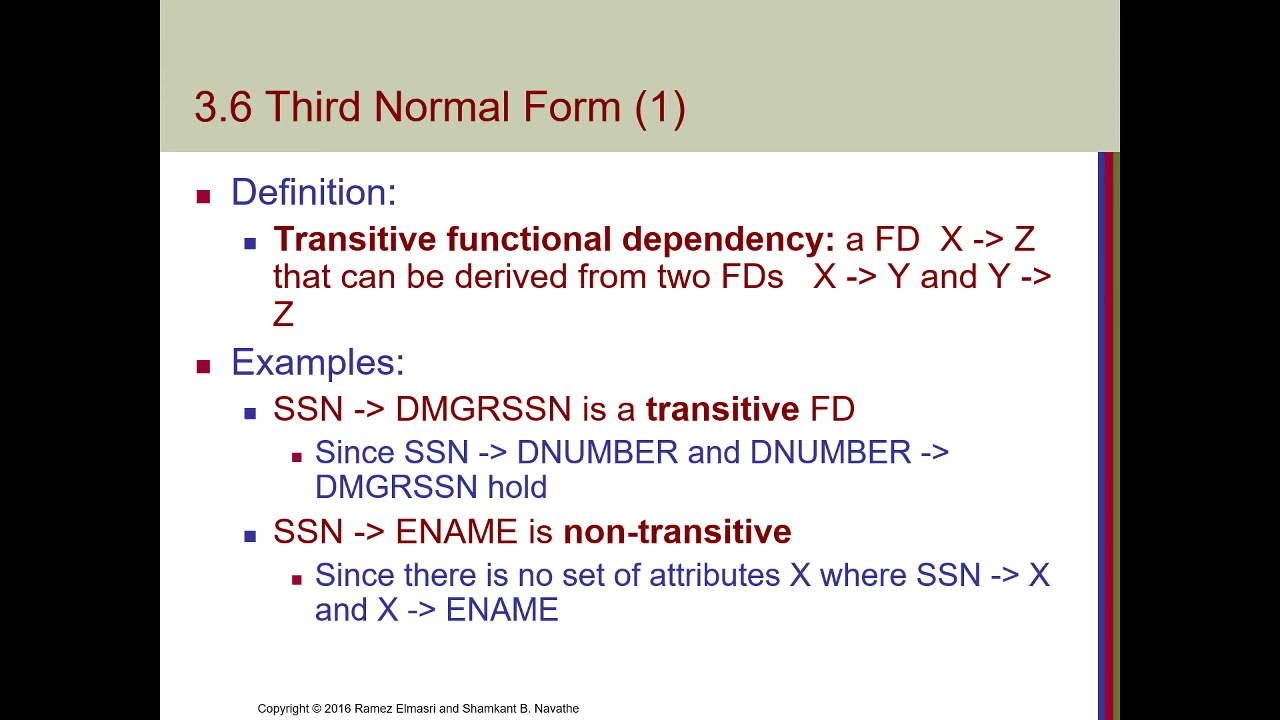 3.6 Third Normal Form (1)
Definition:
Transitive functional dependency: a FD X -> Z
that can be derived from two FDs X -> Y and Y ->
Z
Examples:
SSN -> DMGRSSN is a transitive FD
Since SSN -> DNUMBER and DNUMBER ->
DMGRSSN hold
SSN -> ENAME is non-transitive
Since there is no set of attributes X where SSN -> X
and X -> ENAME
Copyright © 2016 Ramez Elmasri and Shamkant B. Navathe